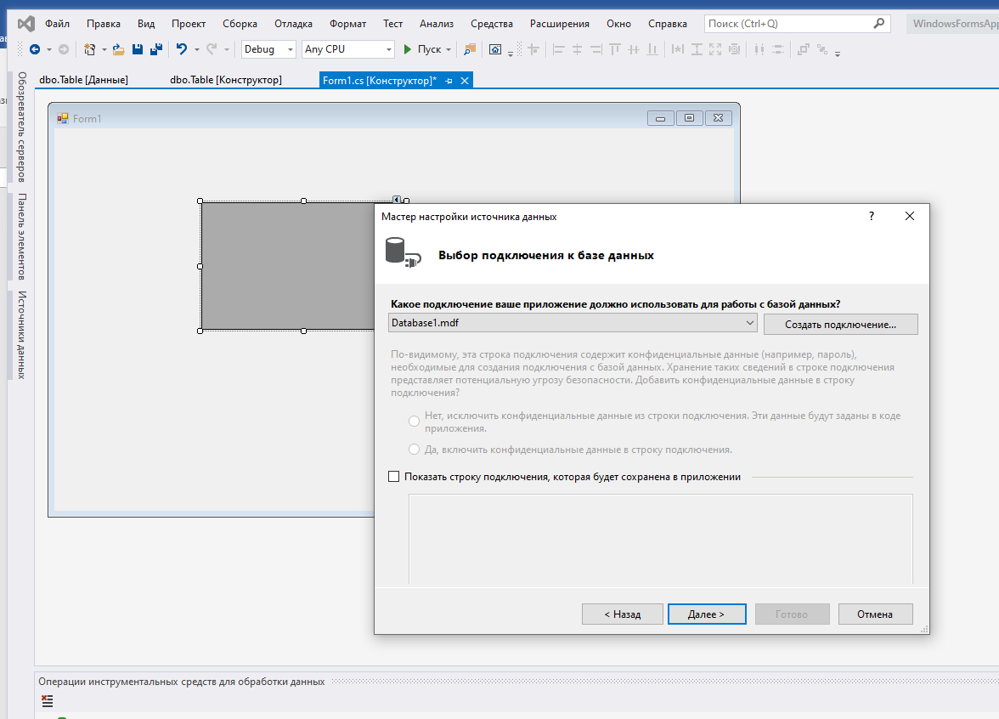 Файл Правка Вид Проект Сборка Отладка Формат Тест Анализ Средства Расширения Окно Справка Поиск (Ctrl+Q) WindowsFormsApp
Debug Any CPU Пуск
Обозреватель серверов
Панель элементов
Источники данных
dbo.Table [Данные] dbo.Table [Конструктор] Form1.cs [Конструктор]*
Form1
Мастер настройки источника данных ?
Выбор подключения к базе данных
Какое подключение ваше приложение должно использовать для работы с базой данных?
Database1.mdf Создать подключение...
По-видимому, эта строка подключения содержит конфиденциальные данные (например, пароль),
необходимые для создания подключения с базой данных. Хранение таких сведений в строке подключения
представляет потенциальную угрозу безопасности. Добавить конфиденциальные данные в строку
подключения?
Нет, исключить конфиденциальные данные из строки подключения. Эти данные будут заданы в коде
приложения.
Да, включить конфиденциальные данные в строку подключения.
Показать строку подключения, которая будет сохранена в приложении
< Назад Далее > Готово Отмена
Операции инструментальных средств для обработки данных